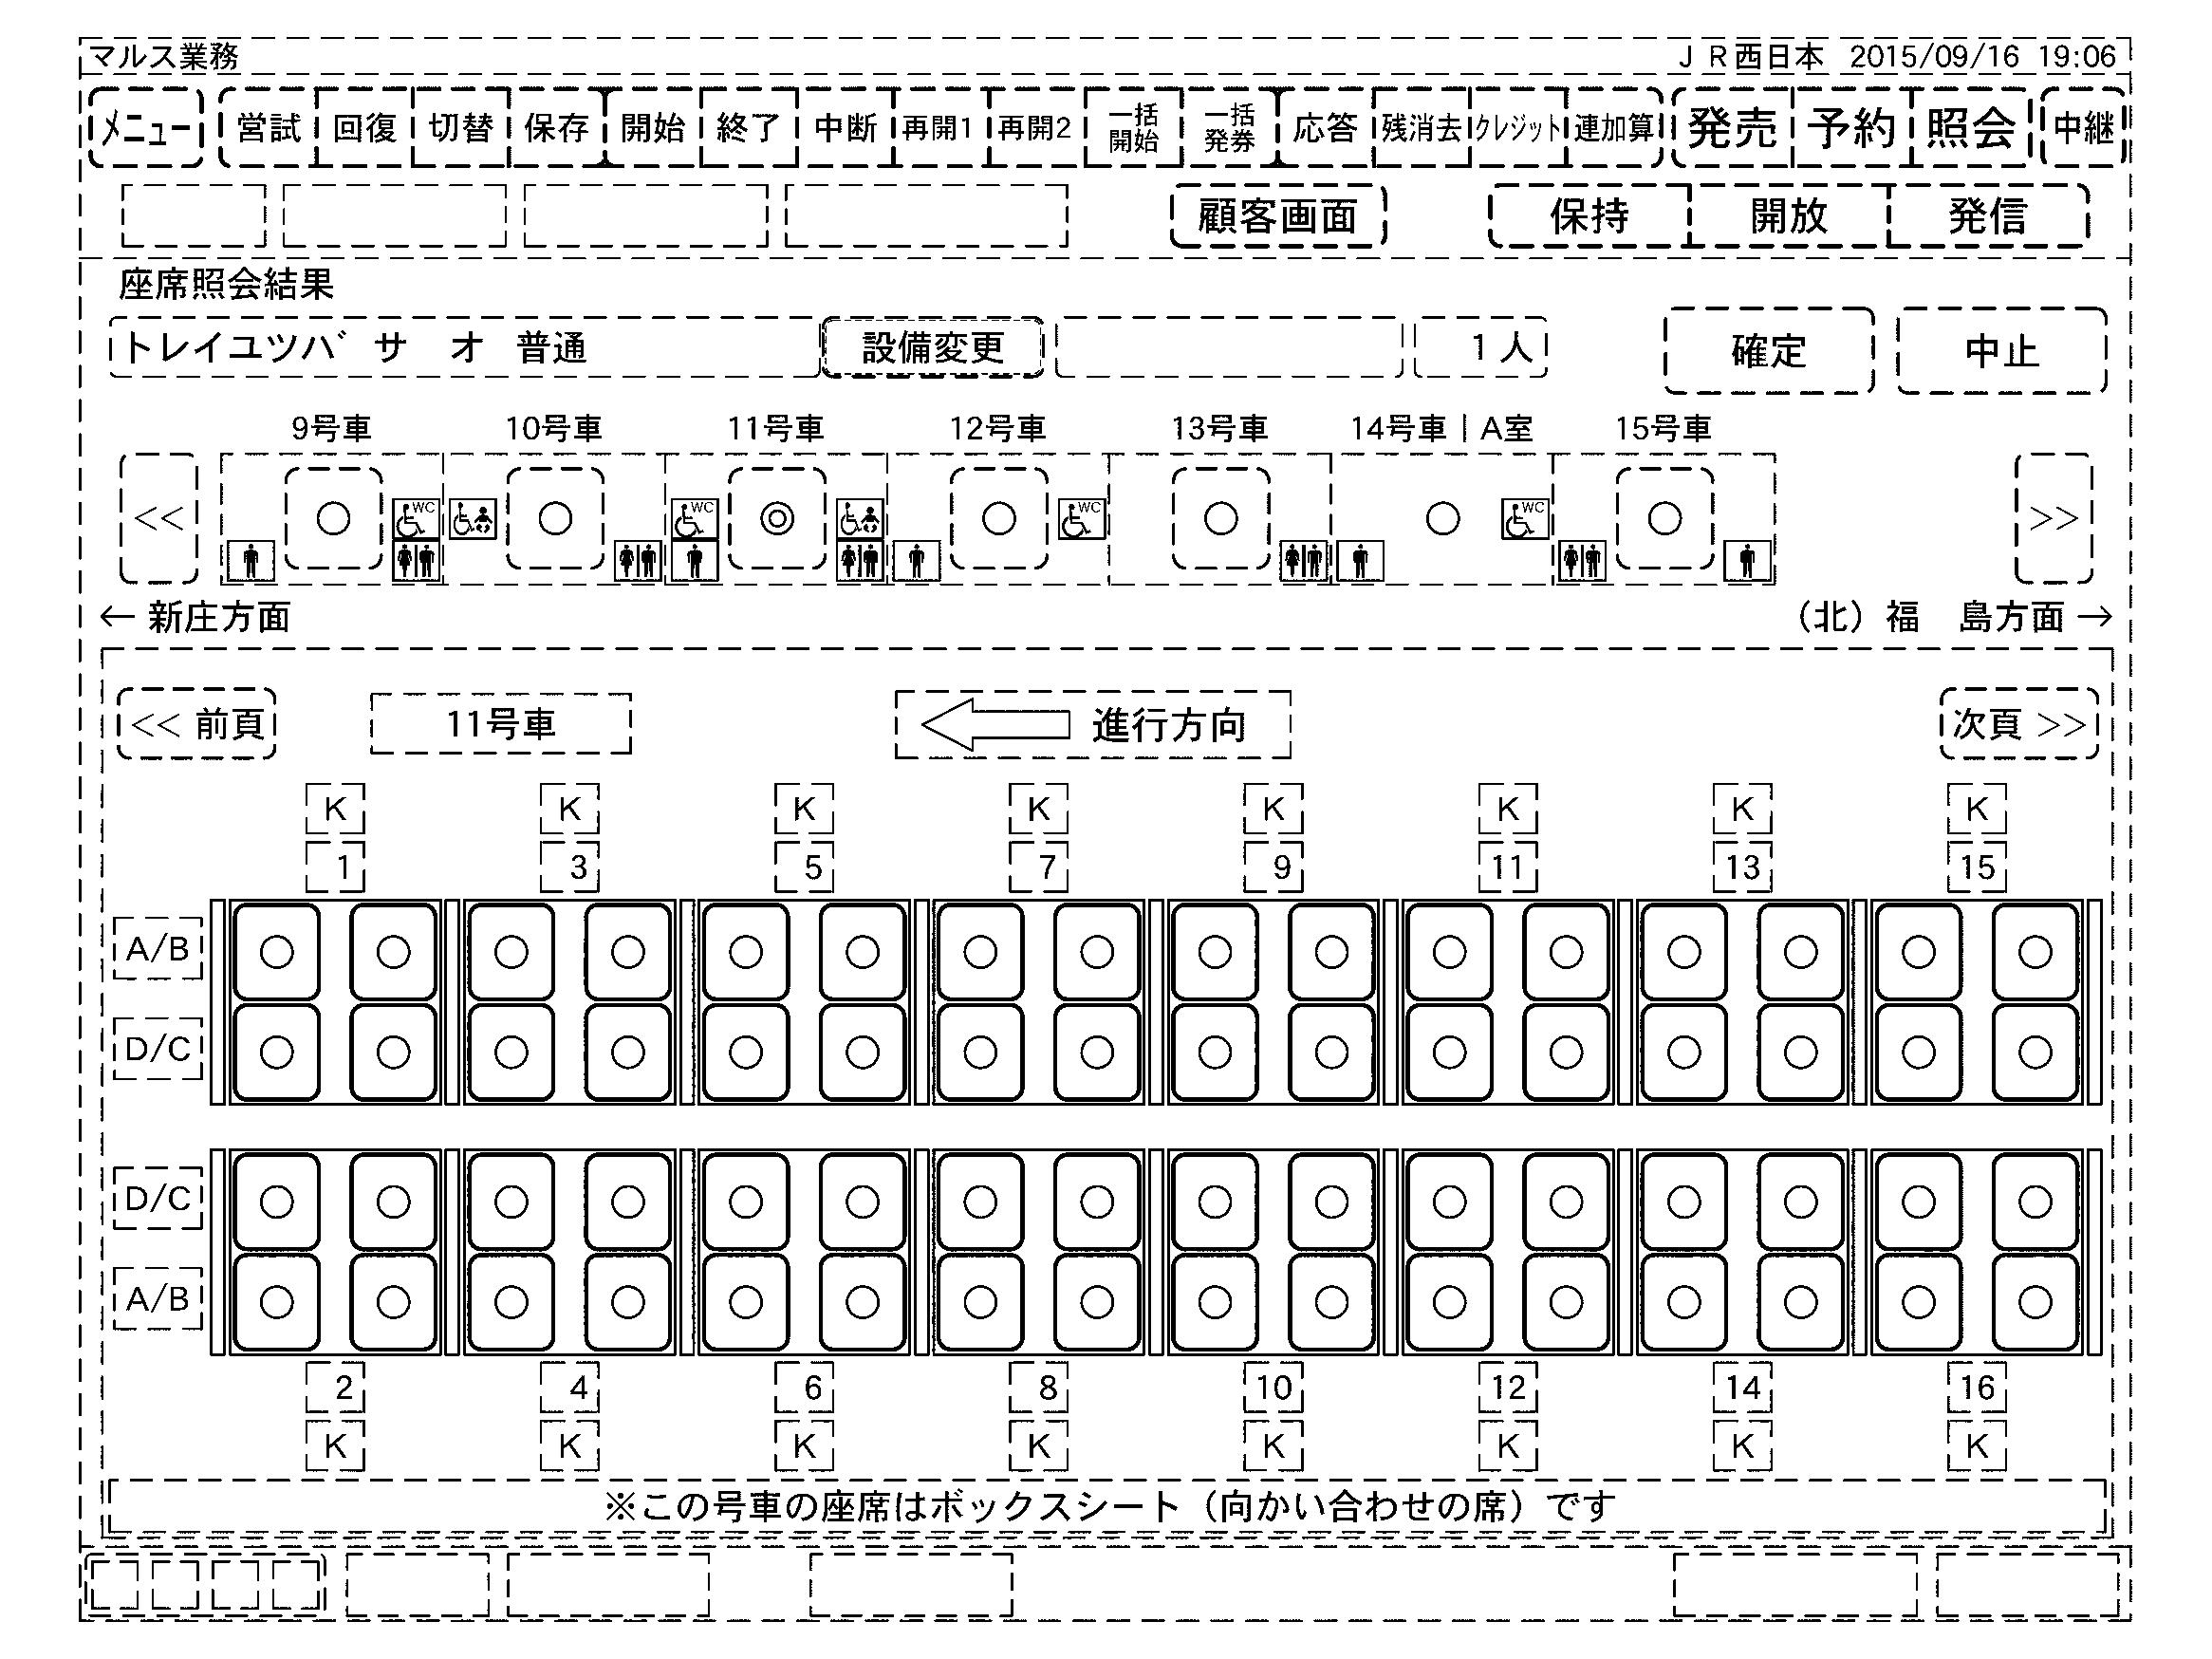 マルス業務 ＪＲ西日本 2015/09/16 19:06
メニュー 営試 回復 切替 保存 開始 終了 中断 再開1 再開2 一括開始 一括発券 応答 残消去 クレジット 連加算 発売 予約 照会 中継
顧客画面 保持 開放 発信
座席照会結果
トレイユツバ サ オ 普通 設備変更 1人 確定 中止
9号車 10号車 11号車 12号車 13号車 14号車｜A室 15号車
<< ○ ○ ◎ ○ ○ ○ ○ >>
WC WC WC WC
← 新庄方面 （北）福 島方面 →
<< 前頁 11号車 進行方向 次頁 >>
K K K K K K K K
1 3 5 7 9 11 13 15
A/B ○ ○ ○ ○ ○ ○ ○ ○ ○ ○ ○ ○ ○ ○ ○ ○
D/C ○ ○ ○ ○ ○ ○ ○ ○ ○ ○ ○ ○ ○ ○ ○ ○
D/C ○ ○ ○ ○ ○ ○ ○ ○ ○ ○ ○ ○ ○ ○ ○ ○
A/B ○ ○ ○ ○ ○ ○ ○ ○ ○ ○ ○ ○ ○ ○ ○ ○
2 4 6 8 10 12 14 16
K K K K K K K K
※この号車の座席はボックスシート（向かい合わせの席）です